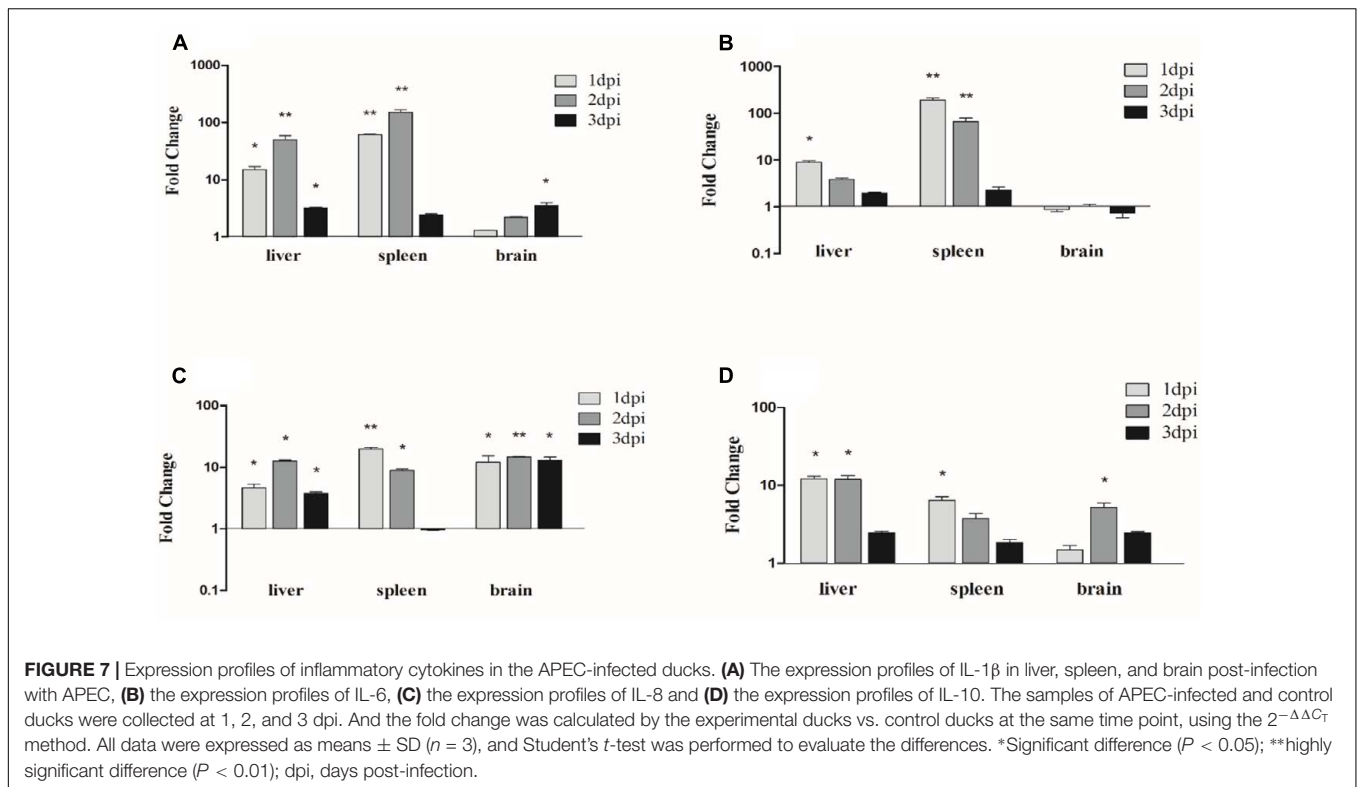 A
1000
100
10
1
Fold Change
* ** * ** ** *
liver spleen brain
1dpi
2dpi
3dpi
B
1000
100
10
1
0.1
Fold Change
* ** **
liver spleen brain
1dpi
2dpi
3dpi
C
100
10
1
0.1
Fold Change
* * * ** * * ** *
liver spleen brain
1dpi
2dpi
3dpi
D
100
10
1
Fold Change
* * * *
liver spleen brain
1dpi
2dpi
3dpi
FIGURE 7 | Expression profiles of inflammatory cytokines in the APEC-infected ducks. (A) The expression profiles of IL-1β in liver, spleen, and brain post-infection
with APEC, (B) the expression profiles of IL-6, (C) the expression profiles of IL-8 and (D) the expression profiles of IL-10. The samples of APEC-infected and control
ducks were collected at 1, 2, and 3 dpi. And the fold change was calculated by the experimental ducks vs. control ducks at the same time point, using the 2^−ΔΔCT
method. All data were expressed as means ± SD (n = 3), and Student's t-test was performed to evaluate the differences. *Significant difference (P < 0.05); **highly
significant difference (P < 0.01); dpi, days post-infection.